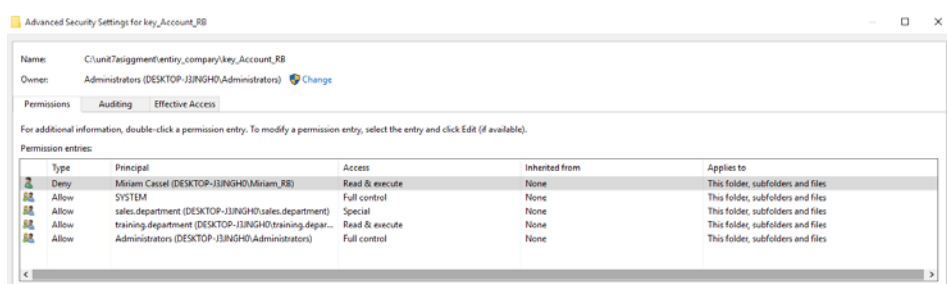 Advanced Security Settings for key_Account_RB
Name: C:\unit7asiggment\entiry_compary\key_Account_RB
Owner: Administrators (DESKTOP-J3JNGH0\Administrators) Change
Permissions Auditing Effective Access
For additional information, double-click a permission entry. To modify a permission entry, select the entry and click Edit (if available).
Permission entries:
Type Principal Access Inherited from Applies to
Deny Miriam Cassel (DESKTOP-J3JNGH0\Miriam_RB) Read & execute None This folder, subfolders and files
Allow SYSTEM Full control None This folder, subfolders and files
Allow sales.department (DESKTOP-J3JNGH0\sales.department) Special None This folder, subfolders and files
Allow training.department (DESKTOP-J3JNGH0\training.depar... Read & execute None This folder, subfolders and files
Allow Administrators (DESKTOP-J3JNGH0\Administrators) Full control None This folder, subfolders and files